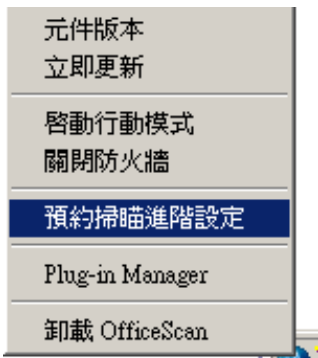 元件版本
立即更新
啓動行動模式
關閉防火牆
預約掃瞄進階設定
Plug-in Manager
卸載 OfficeScan